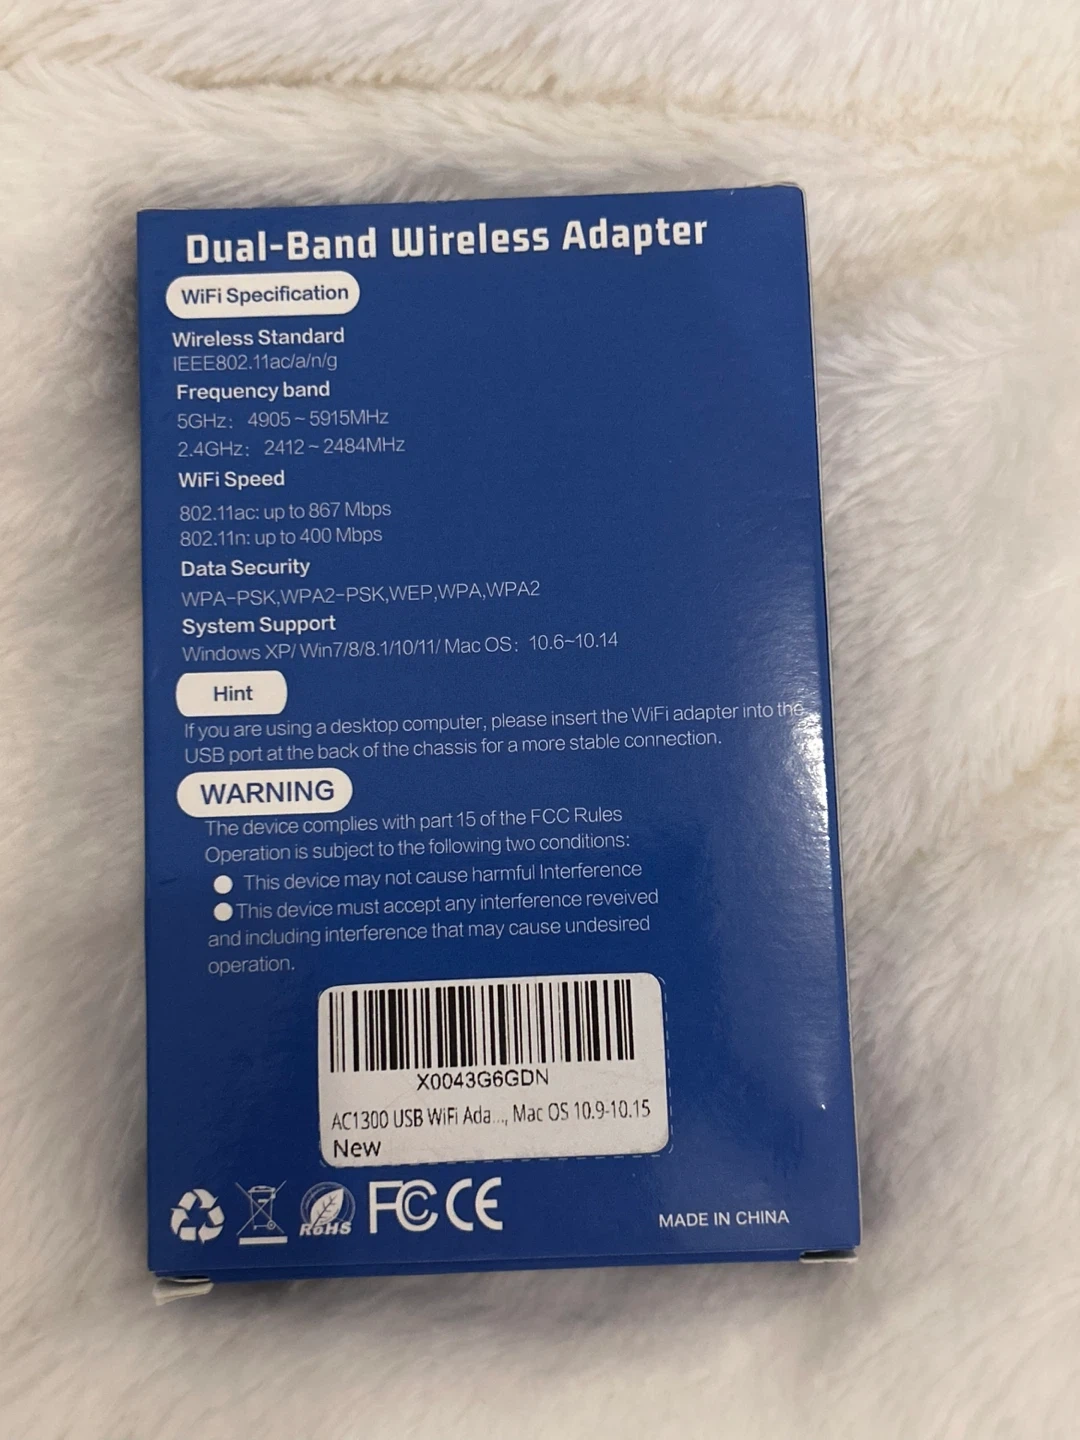 Dual-Band Wireless Adapter
WiFi Specification
Wireless Standard
IEEE802.11ac/a/n/g
Frequency band
5GHz: 4905 ~ 5915MHz
2.4GHz: 2412 ~ 2484MHz
WiFi Speed
802.11ac: up to 867 Mbps
802.11n: up to 400 Mbps
Data Security
WPA-PSK,WPA2-PSK,WEP,WPA,WPA2
System Support
Windows XP/ Win7/8/8.1/10/11/ Mac OS: 10.6~10.14
Hint
If you are using a desktop computer, please insert the WiFi adapter into the
USB port at the back of the chassis for a more stable connection.
WARNING
The device complies with part 15 of the FCC Rules
Operation is subject to the following two conditions:
● This device may not cause harmful Interference
● This device must accept any interference reveived
and including interference that may cause undesired
operation.
X0043G6GDN
AC1300 USB WiFi Ada..., Mac OS 10.9-10.15
New
RoHS FC CE
MADE IN CHINA